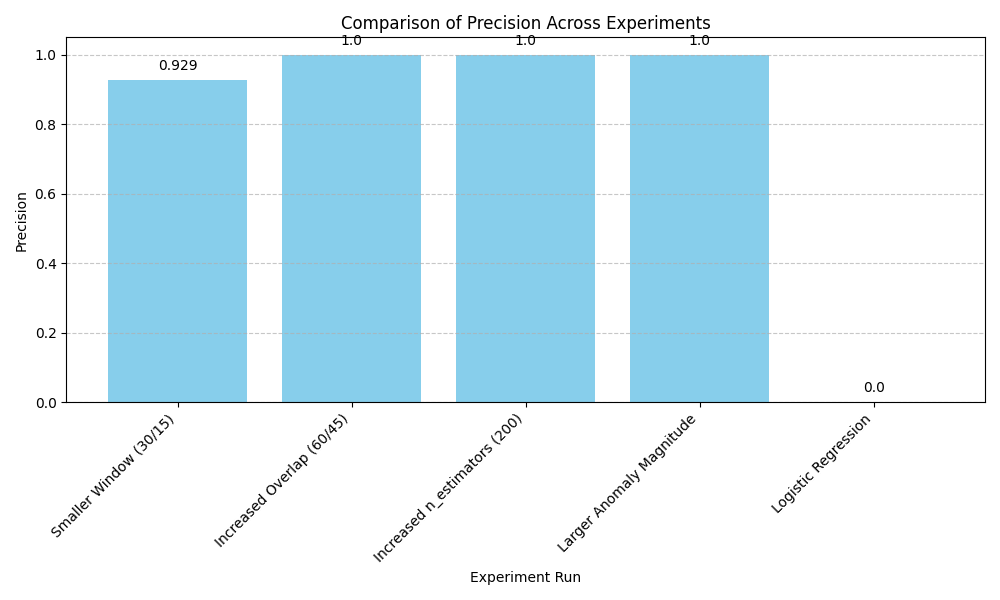 Comparison of Precision Across Experiments
1.0
1.0
1.0
0.929
0.0
1.0
0.8
0.6
0.4
0.2
0.0
Precision
Smaller Window (30/15)
Increased Overlap (60/45)
Increased n_estimators (200)
Larger Anomaly Magnitude
Logistic Regression
Experiment Run